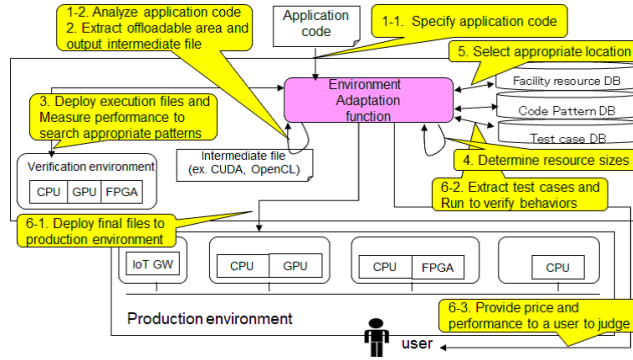 1-2. Analyze application code
2. Extract offloadable area and
output intermediate file
Application
code
1-1. Specify application code
5. Select appropriate location
Environment
Adaptation
function
Facility resource DB
Code Pattern DB
Test case DB
3. Deploy execution files and
Measure performance to
search appropriate patterns
Intermediate file
(ex. CUDA, OpenCL)
4. Determine resource sizes
Verification environment
CPU GPU FPGA
6-2. Extract test cases and
Run to verify behaviors
6-1. Deploy final files to
production environment
IoT GW
CPU GPU
CPU FPGA
CPU
Production environment
6-3. Provide price and
performance to a user to judge
user